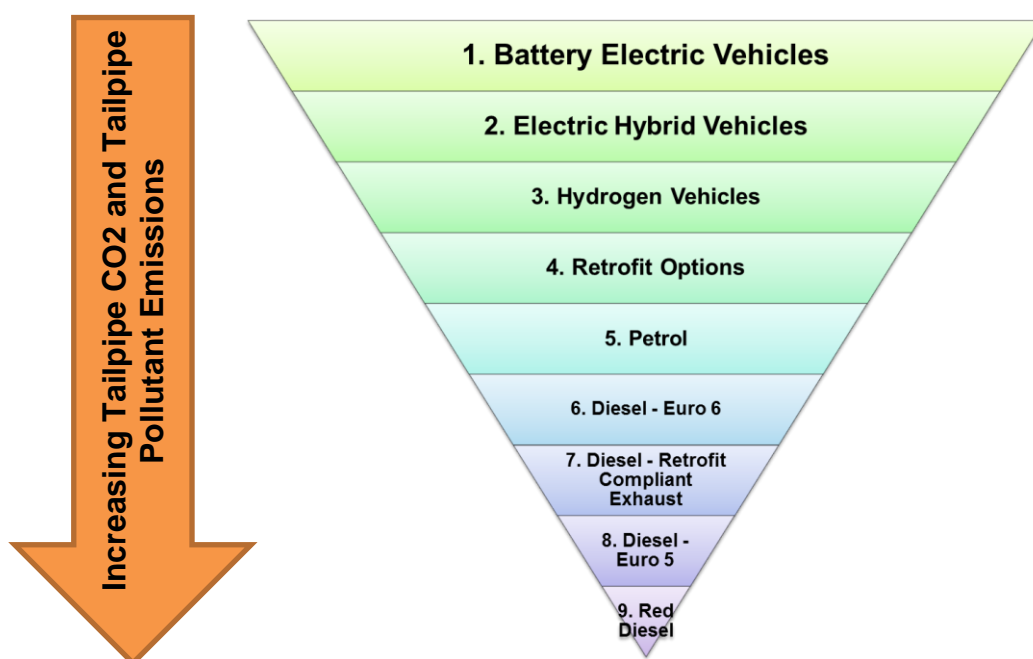 Increasing Tailpipe CO2 and Tailpipe
Pollutant Emissions
1. Battery Electric Vehicles
2. Electric Hybrid Vehicles
3. Hydrogen Vehicles
4. Retrofit Options
5. Petrol
6. Diesel - Euro 6
7. Diesel - Retrofit
Compliant
Exhaust
8. Diesel -
Euro 5
9. Red
Diesel